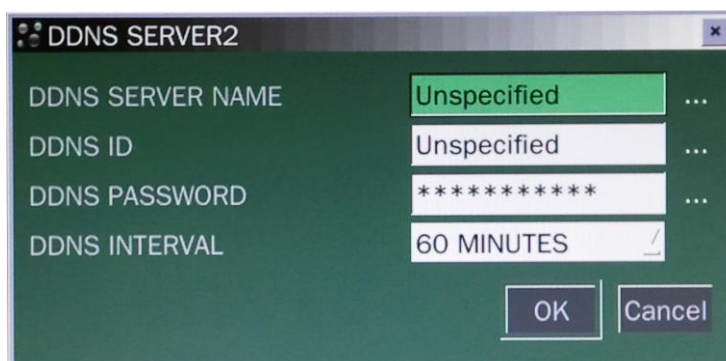 DDNS SERVER2
DDNS SERVER NAME Unspecified ...
DDNS ID Unspecified ...
DDNS PASSWORD *********** ...
DDNS INTERVAL 60 MINUTES
OK Cancel